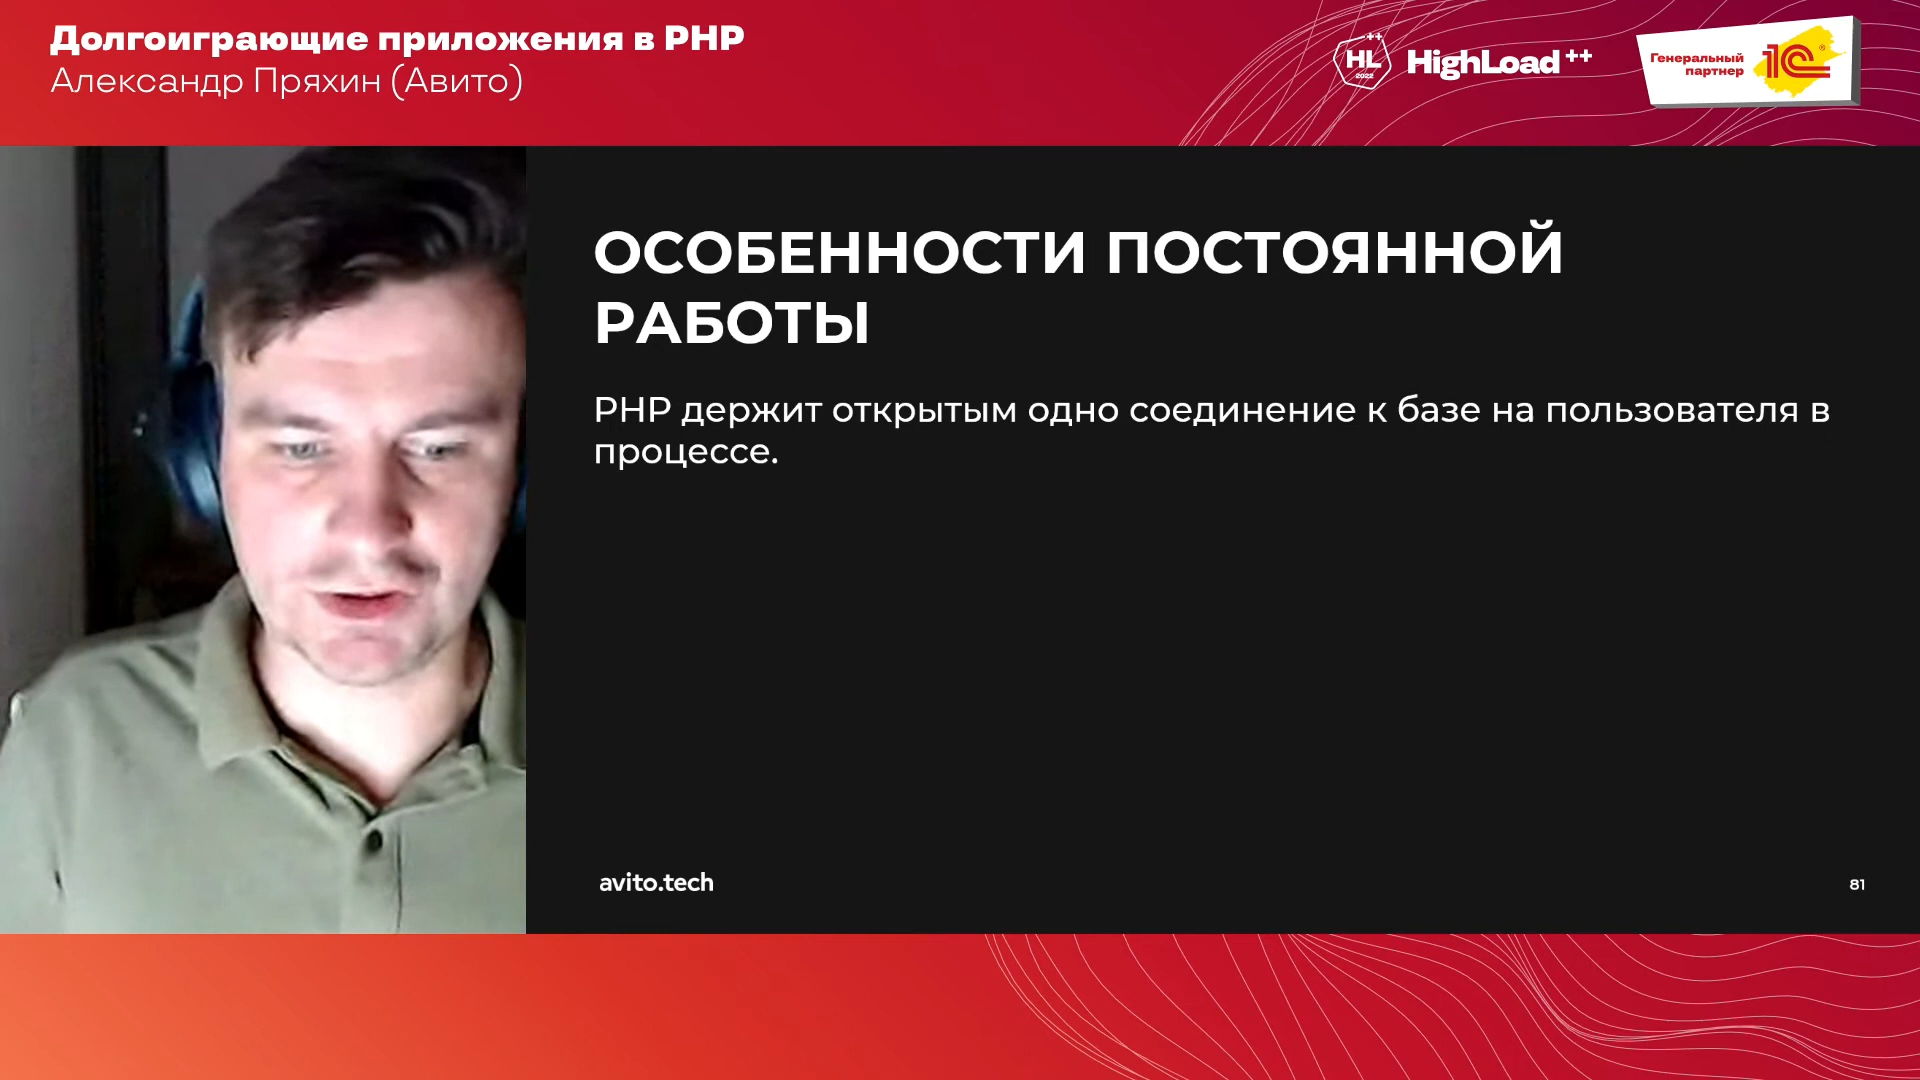 Долгоиграющие приложения в PHP
Александр Пряхин (Авито)
HL++
2022
HighLoad++
Генеральный
партнер
1С®
ОСОБЕННОСТИ ПОСТОЯННОЙ
РАБОТЫ
PHP держит открытым одно соединение к базе на пользователя в
процессе.
avito.tech
81